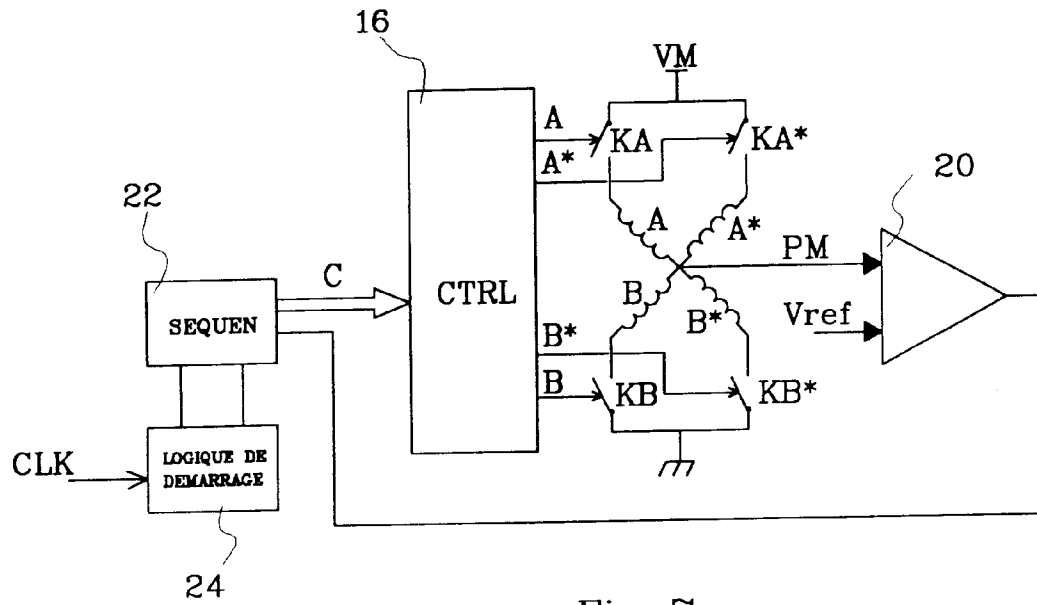 16
VM
A
KA
A*
KA*
20
22
A
A*
C
PM
CTRL
B
B*
Vref
SEQUEN
B*
B
KB
KB*
LOGIQUE DE
DEMARRAGE
CLK
24